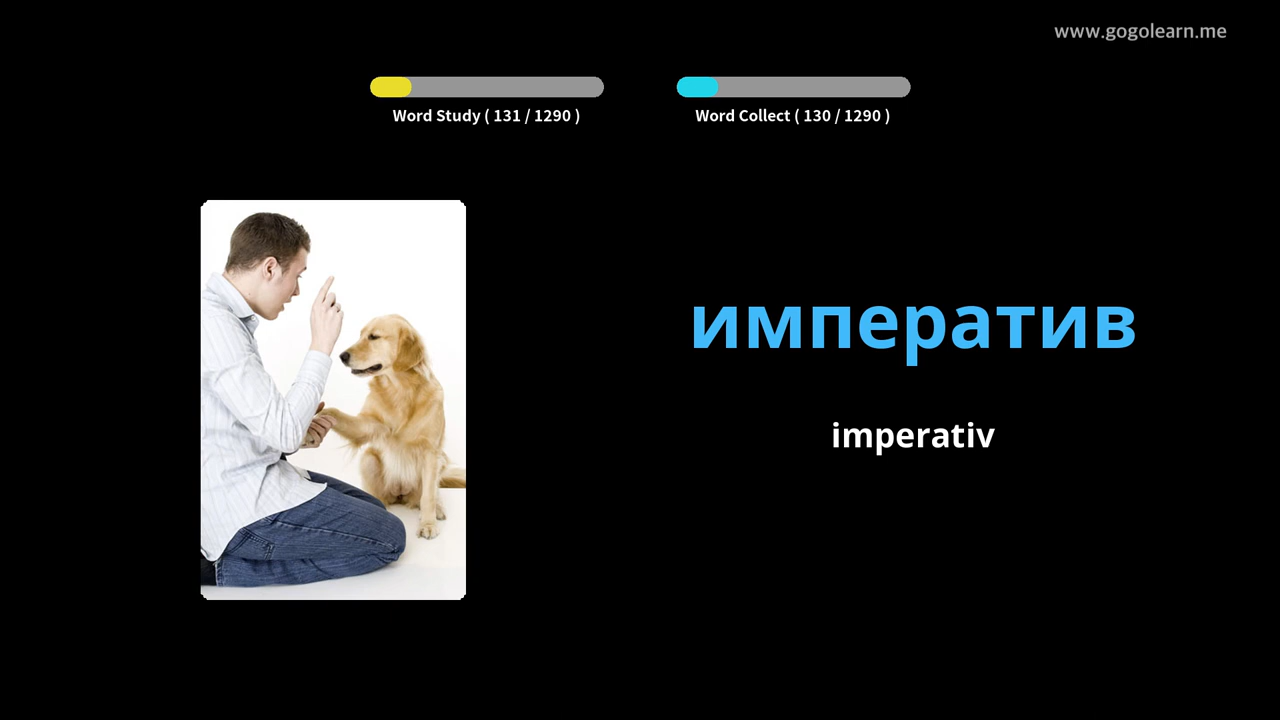 www.gogolearn.me
Word Study ( 131 / 1290 )
Word Collect ( 130 / 1290 )
императив
imperativ